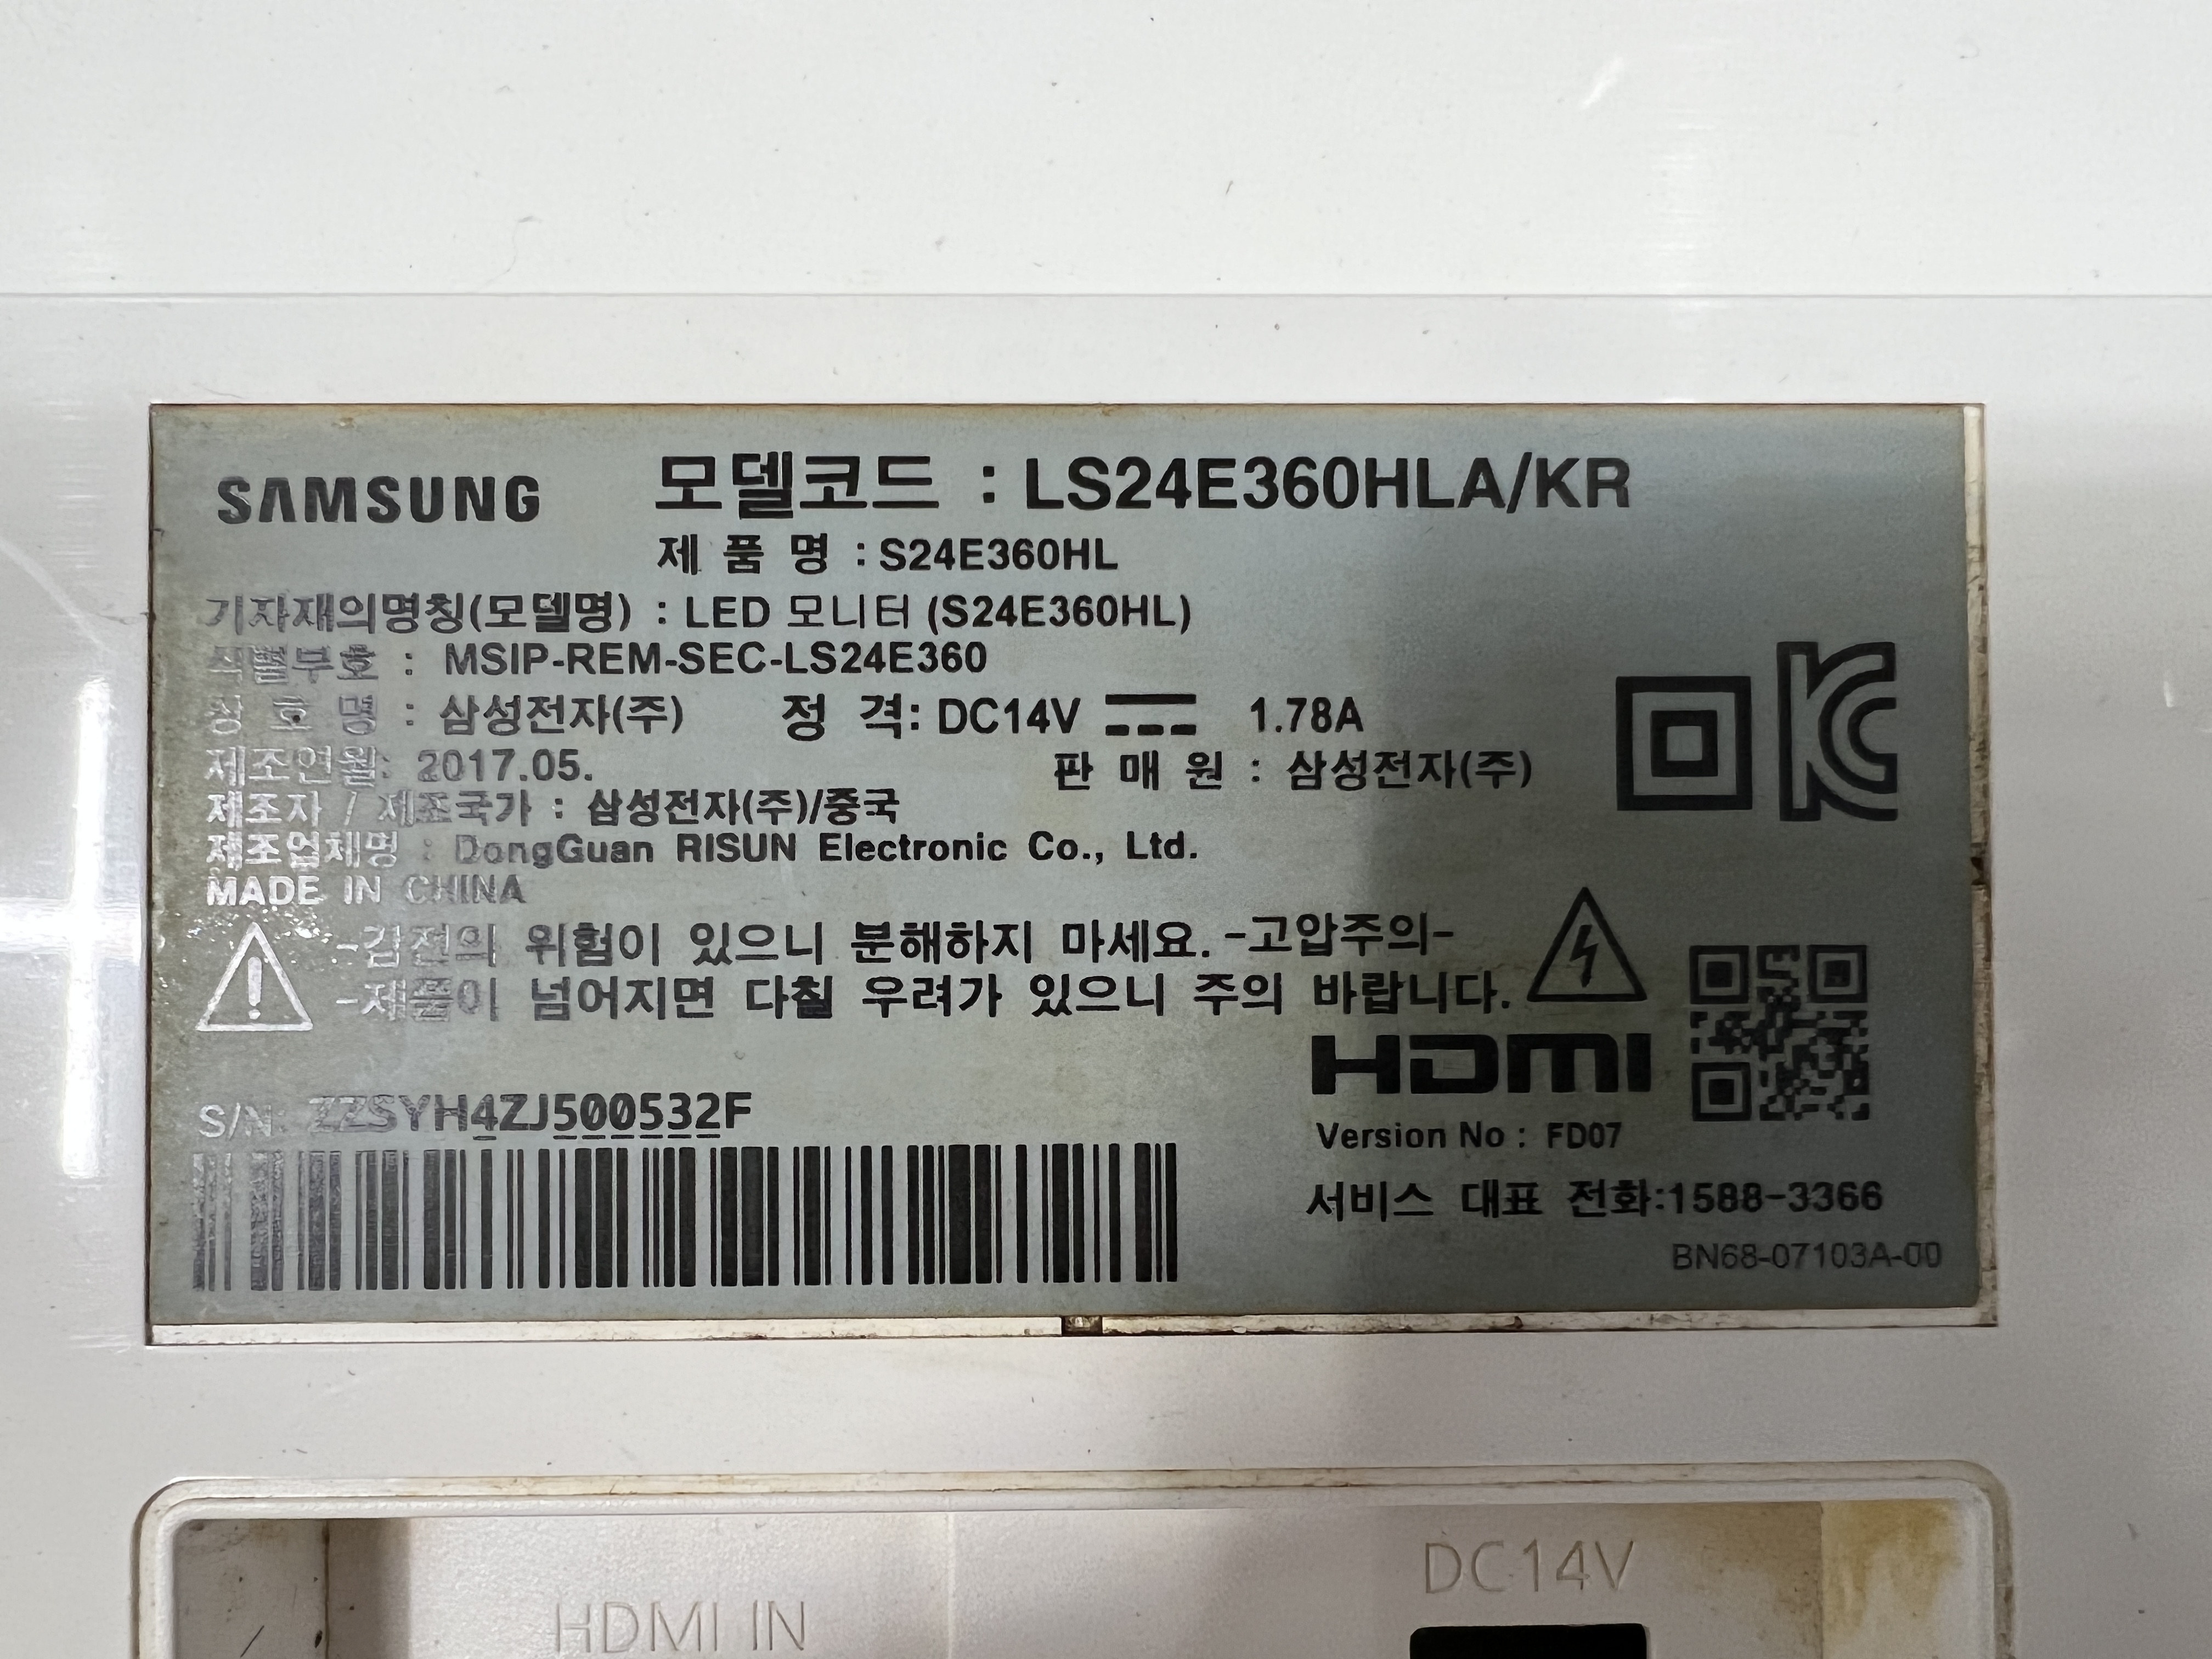 SAMSUNG 모델코드 : LS24E360HLA/KR
제 품 명 : S24E360HL
기자재의명칭(모델명) : LED 모니터 (S24E360HL)
식별부호 : MSIP-REM-SEC-LS24E360
상 호 명 : 삼성전자(주) 정 격: DC14V 1.78A
제조연월: 2017.05. 판 매 원 : 삼성전자(주)
제조자 / 제조국가 : 삼성전자(주)/중국
제조업체명 : DongGuan RISUN Electronic Co., Ltd.
MADE IN CHINA
-감전의 위험이 있으니 분해하지 마세요. -고압주의-
-제품이 넘어지면 다칠 우려가 있으니 주의 바랍니다.
HDMI
S/N: ZZSYH4ZJ500532F
Version No : FD07
서비스 대표 전화:1588-3366
BN68-07103A-00
DC14V
HDMI IN